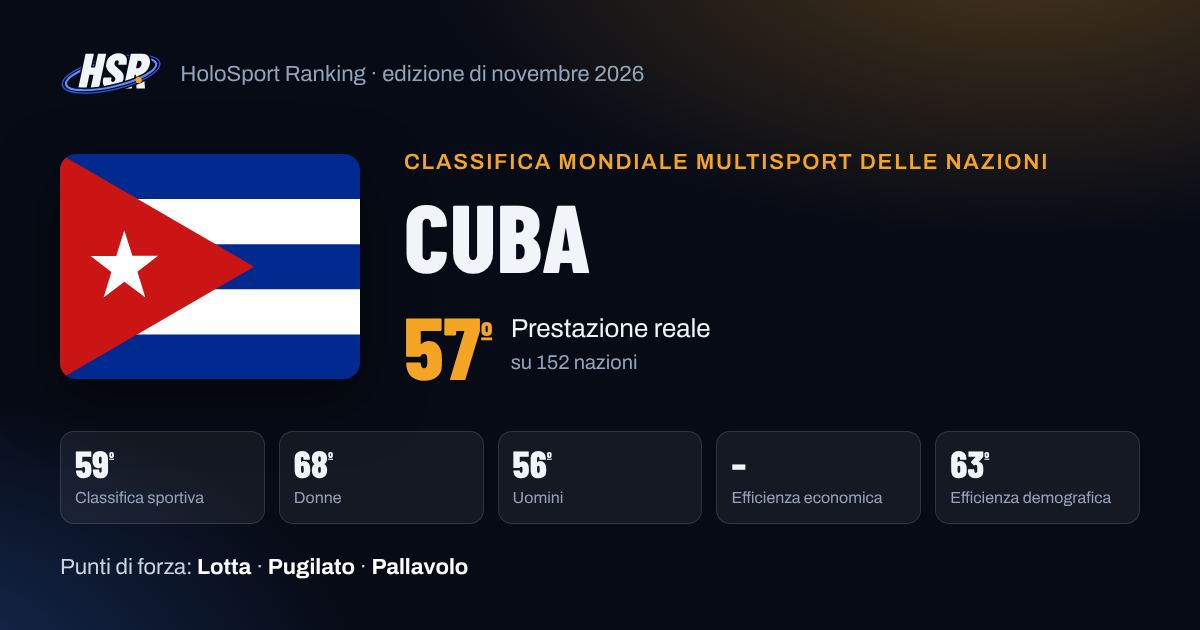 HSR HoloSport Ranking · edizione di novembre 2026
CLASSIFICA MONDIALE MULTISPORT DELLE NAZIONI
CUBA
57º Prestazione reale
su 152 nazioni
59º
Classifica sportiva
68º
Donne
56º
Uomini
–
Efficienza economica
63º
Efficienza demografica
Punti di forza: Lotta · Pugilato · Pallavolo